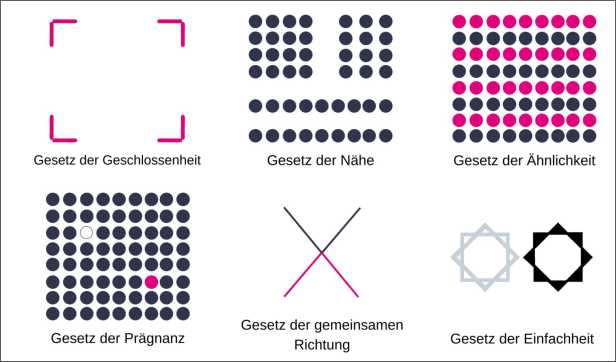 Gesetz der Geschlossenheit
Gesetz der Nähe
Gesetz der Ähnlichkeit
Gesetz der Prägnanz
Gesetz der gemeinsamen
Richtung
Gesetz der Einfachheit